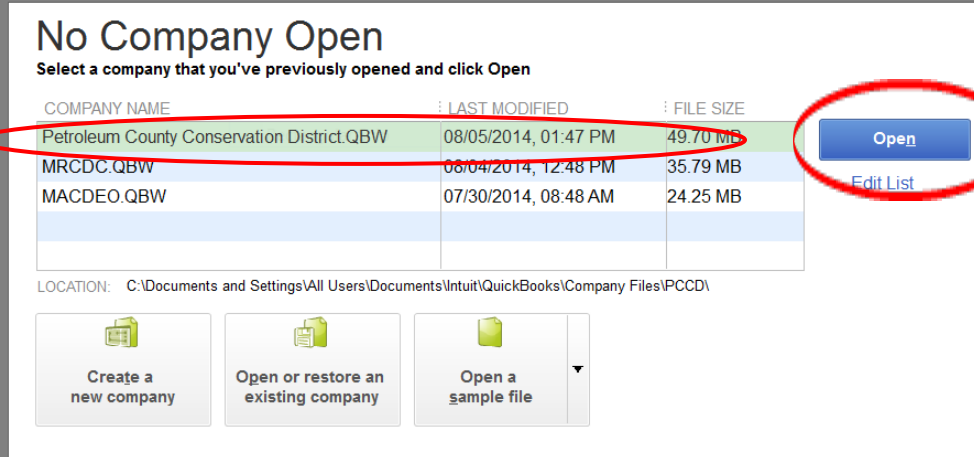 No Company Open
Select a company that you've previously opened and click Open
COMPANY NAME LAST MODIFIED FILE SIZE
Petroleum County Conservation District.QBW 08/05/2014, 01:47 PM 49.70 MB
Open
MRCDC.QBW 08/04/2014, 12:48 PM 35.79 MB
Edit List
MACDEO.QBW 07/30/2014, 08:48 AM 24.25 MB
LOCATION: C:\Documents and Settings\All Users\Documents\Intuit\QuickBooks\Company Files\PCCD\
Create a
new company
Open or restore an
existing company
Open a
sample file